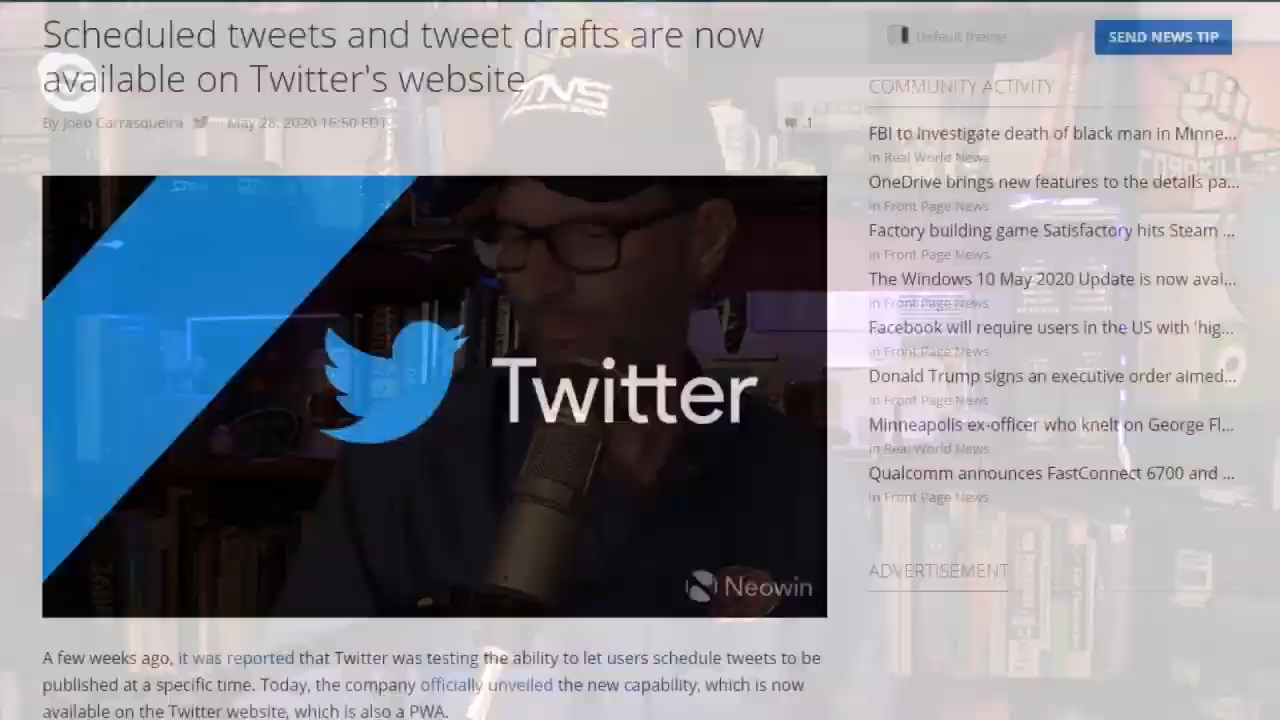 Scheduled tweets and tweet drafts are now
available on Twitter's website
By João Carrasqueira
May 28, 2020 16:50 EDT
1
Default theme
SEND NEWS TIP
COMMUNITY ACTIVITY
FBI to investigate death of black man in Minne...
in Real World News
OneDrive brings new features to the details pa...
in Front Page News
Factory building game Satisfactory hits Steam ...
in Front Page News
The Windows 10 May 2020 Update is now avai...
in Front Page News
Facebook will require users in the US with 'hig...
in Front Page News
Donald Trump signs an executive order aimed...
in Front Page News
Minneapolis ex-officer who knelt on George Fl...
in Real World News
Qualcomm announces FastConnect 6700 and ...
in Front Page News
ADVERTISEMENT
Twitter
Neowin
A few weeks ago, it was reported that Twitter was testing the ability to let users schedule tweets to be
published at a specific time. Today, the company officially unveiled the new capability, which is now
available on the Twitter website, which is also a PWA.